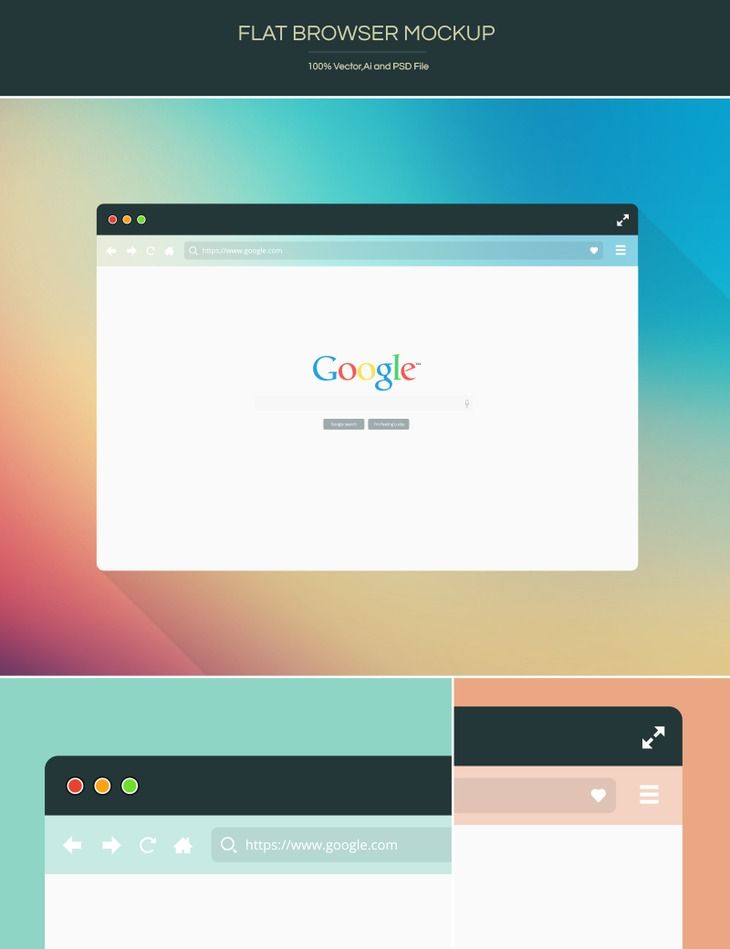 FLAT BROWSER MOCKUP
100% Vector,Ai and PSD File
https://www.google.com
Google™
Google search
I'm Feeling Lucky
https://www.google.com